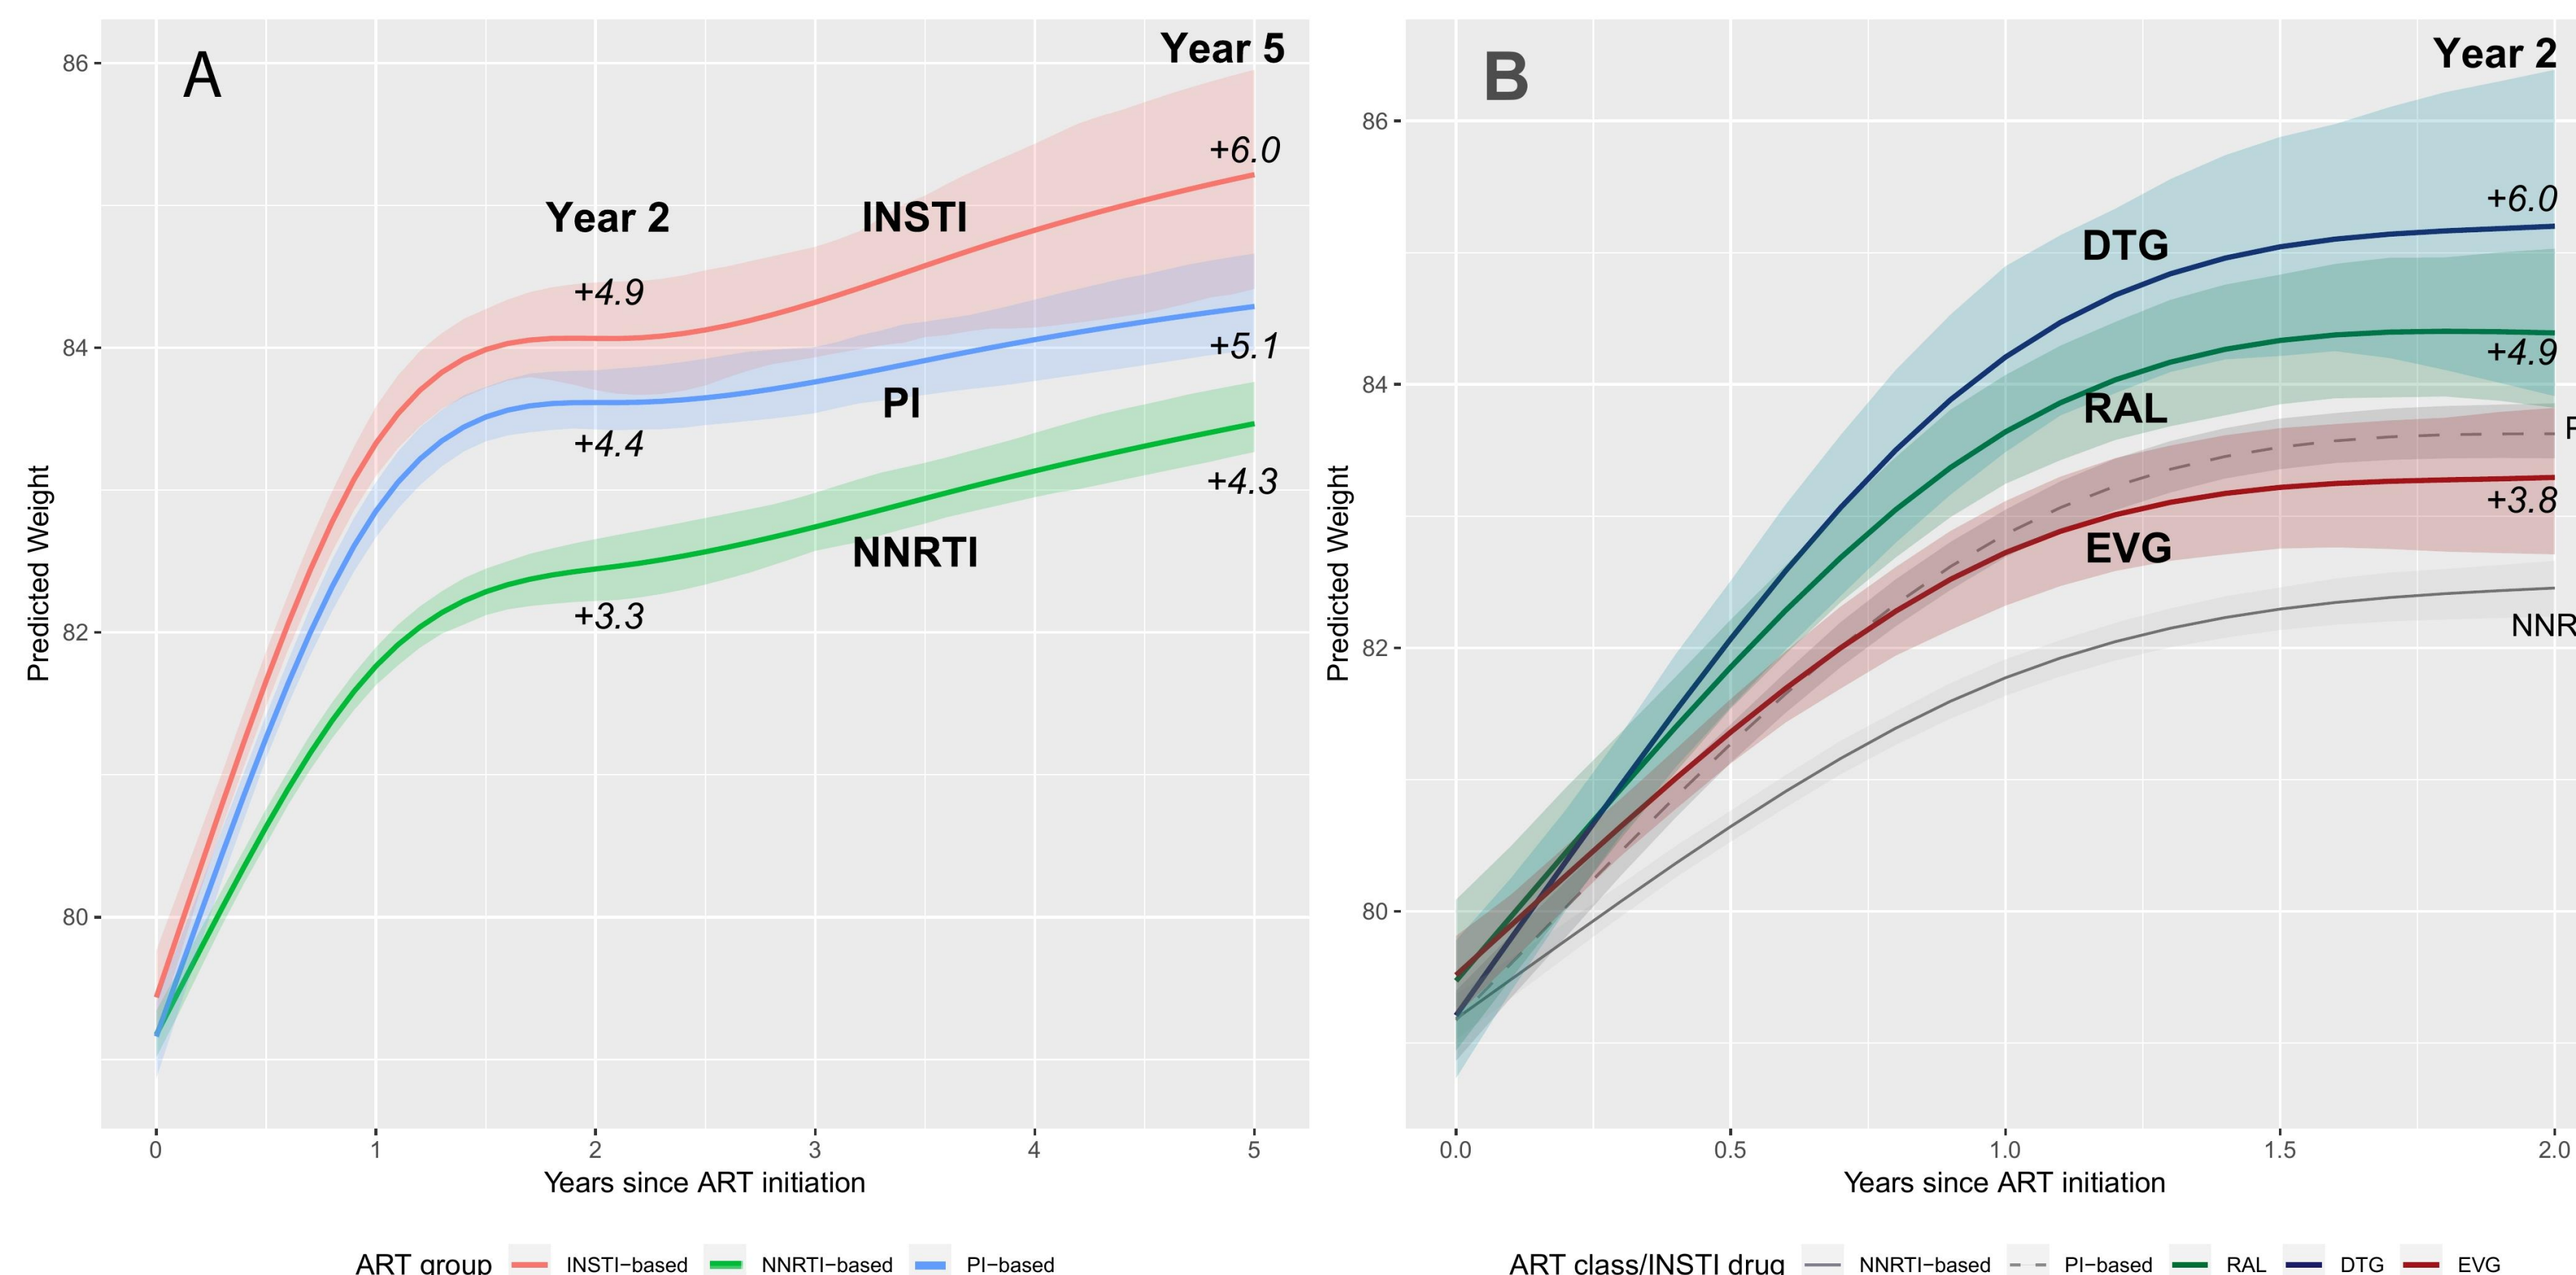 A
Year 5
86
+6.0
Year 2
INSTI
+4.9
84
+5.1
PI
+4.4
+4.3
NNRTI
+3.3
82
80
Predicted Weight
0 1 2 3 4 5
Years since ART initiation
ART group INSTI−based NNRTI−based PI−based
B
Year 2
86
+6.0
DTG
+4.9
84
RAL
P
+3.8
EVG
NNR
82
80
Predicted Weight
0.0 0.5 1.0 1.5 2.0
Years since ART initiation
ART class/INSTI drug NNRTI−based PI−based RAL DTG EVG